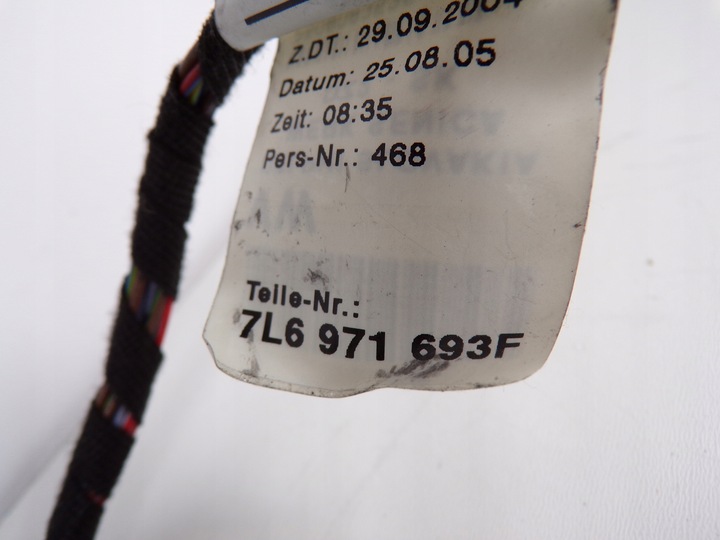 Z.DT.: 29.09.2004
Datum: 25.08.05
Zeit: 08:35
Pers-Nr.: 468
Teile-Nr.:
7L6 971 693F